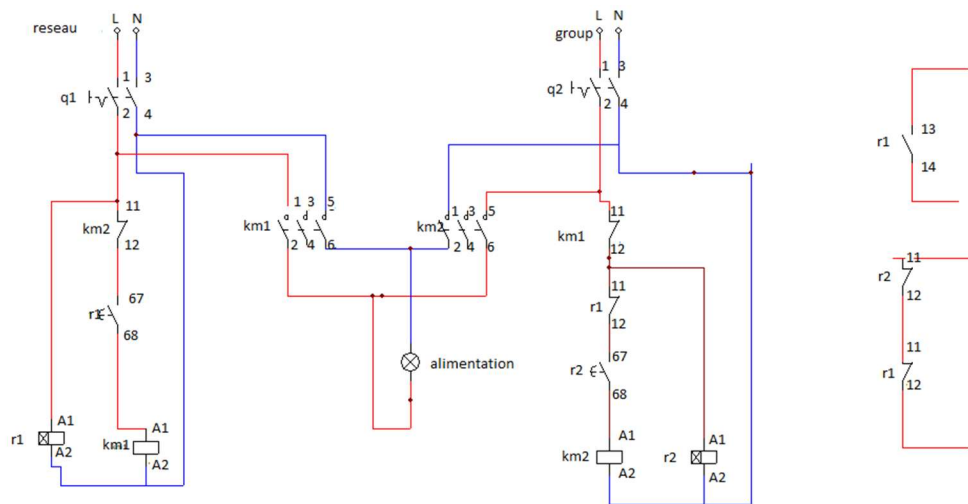 reseau
L N
1 3
q1
2 4
11
km2
12
67
r1
68
A1
r1
A2
A1
km1
A2
1 3 5
km1
2 4 6
1 3 5
km2
2 4 6
alimentation
group
L N
1 3
q2
2 4
11
km1
12
11
r1
12
67
r2
68
A1
km2
A2
A1
r2
A2
13
r1
14
11
r2
12
11
r1
12